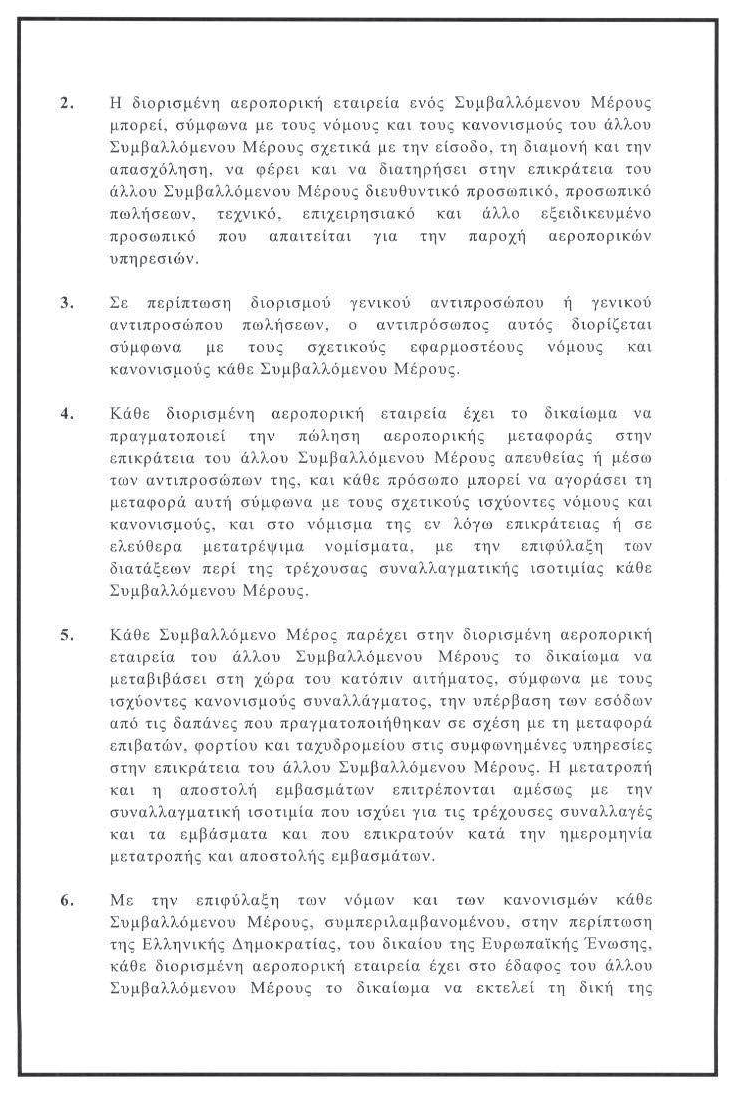 2. Η διορισμένη αεροπορική εταιρεία ενός Συμβαλλόμενου Μέρους
μπορεί, σύμφωνα με τους νόμους και τους κανονισμούς του άλλου
Συμβαλλόμενου Μέρους σχετικά με την είσοδο, τη διαμονή και την
απασχόληση, να φέρει και να διατηρήσει στην επικράτεια του
άλλου Συμβαλλόμενου Μέρους διευθυντικό προσωπικό, προσωπικό
πωλήσεων, τεχνικό, επιχειρησιακό και άλλο εξειδικευμένο
προσωπικό που απαιτείται για την παροχή αεροπορικών
υπηρεσιών.
3. Σε περίπτωση διορισμού γενικού αντιπροσώπου ή γενικού
αντιπροσώπου πωλήσεων, ο αντιπρόσωπος αυτός διορίζεται
σύμφωνα με τους σχετικούς εφαρμοστέους νόμους και
κανονισμούς κάθε Συμβαλλόμενου Μέρους.
4. Κάθε διορισμένη αεροπορική εταιρεία έχει το δικαίωμα να
πραγματοποιεί την πώληση αεροπορικής μεταφοράς στην
επικράτεια του άλλου Συμβαλλόμενου Μέρους απευθείας ή μέσω
των αντιπροσώπων της, και κάθε πρόσωπο μπορεί να αγοράσει τη
μεταφορά αυτή σύμφωνα με τους σχετικούς ισχύοντες νόμους και
κανονισμούς, και στο νόμισμα της εν λόγω επικράτειας ή σε
ελεύθερα μετατρέψιμα νομίσματα, με την επιφύλαξη των
διατάξεων περί της τρέχουσας συναλλαγματικής ισοτιμίας κάθε
Συμβαλλόμενου Μέρους.
5. Κάθε Συμβαλλόμενο Μέρος παρέχει στην διορισμένη αεροπορική
εταιρεία του άλλου Συμβαλλόμενου Μέρους το δικαίωμα να
μεταβιβάσει στη χώρα του κατόπιν αιτήματος, σύμφωνα με τους
ισχύοντες κανονισμούς συναλλάγματος, την υπέρβαση των εσόδων
από τις δαπάνες που πραγματοποιήθηκαν σε σχέση με τη μεταφορά
επιβατών, φορτίου και ταχυδρομείου στις συμφωνημένες υπηρεσίες
στην επικράτεια του άλλου Συμβαλλόμενου Μέρους. Η μετατροπή
και η αποστολή εμβασμάτων επιτρέπονται αμέσως με την
συναλλαγματική ισοτιμία που ισχύει για τις τρέχουσες συναλλαγές
και τα εμβάσματα και που επικρατούν κατά την ημερομηνία
μετατροπής και αποστολής εμβασμάτων.
6. Με την επιφύλαξη των νόμων και των κανονισμών κάθε
Συμβαλλόμενου Μέρους, συμπεριλαμβανομένου, στην περίπτωση
της Ελληνικής Δημοκρατίας, του δικαίου της Ευρωπαϊκής Ένωσης,
κάθε διορισμένη αεροπορική εταιρεία έχει στο έδαφος του άλλου
Συμβαλλόμενου Μέρους το δικαίωμα να εκτελεί τη δική της